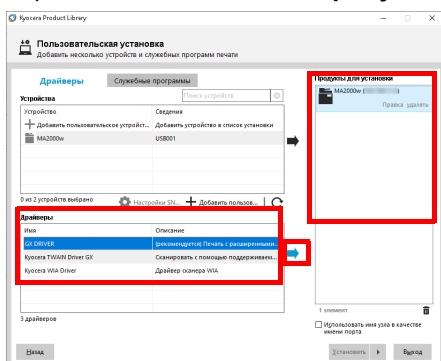 Kyocera Product Library
Пользовательская установка
Добавить несколько устройств и служебных программ печати
Драйверы
Служебные программы
Продукты для установки
Устройства
Поиск устройств
MA2000w (
Правка удалить
Устройство Сведения
Добавить пользовательское устройст... Добавить устройство в список установки
MA2000w USB001
0 из 2 устройств выбрано
Настройки SN...
Добавить пользов...
Драйверы
Имя Описание
GX DRIVER (рекомендуется) Печать с расширенными...
Kyocera TWAIN Driver GX Сканировать с помощью поддерживаем...
Kyocera WIA Driver Драйвер сканера WIA
3 драйверов
1 элемент
Использовать имя узла в качестве
имени порта
Назад
Установить
Выход